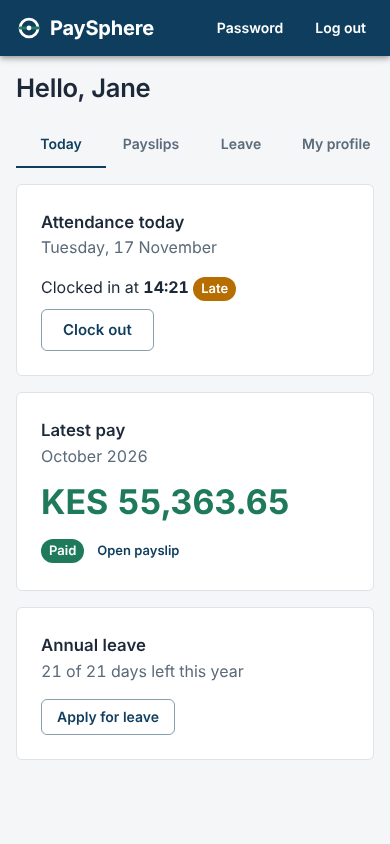 PaySphere Password Log out
Hello, Jane
Today Payslips Leave My profile
Attendance today
Tuesday, 17 November
Clocked in at 14:21 Late
Clock out
Latest pay
October 2026
KES 55,363.65
Paid Open payslip
Annual leave
21 of 21 days left this year
Apply for leave